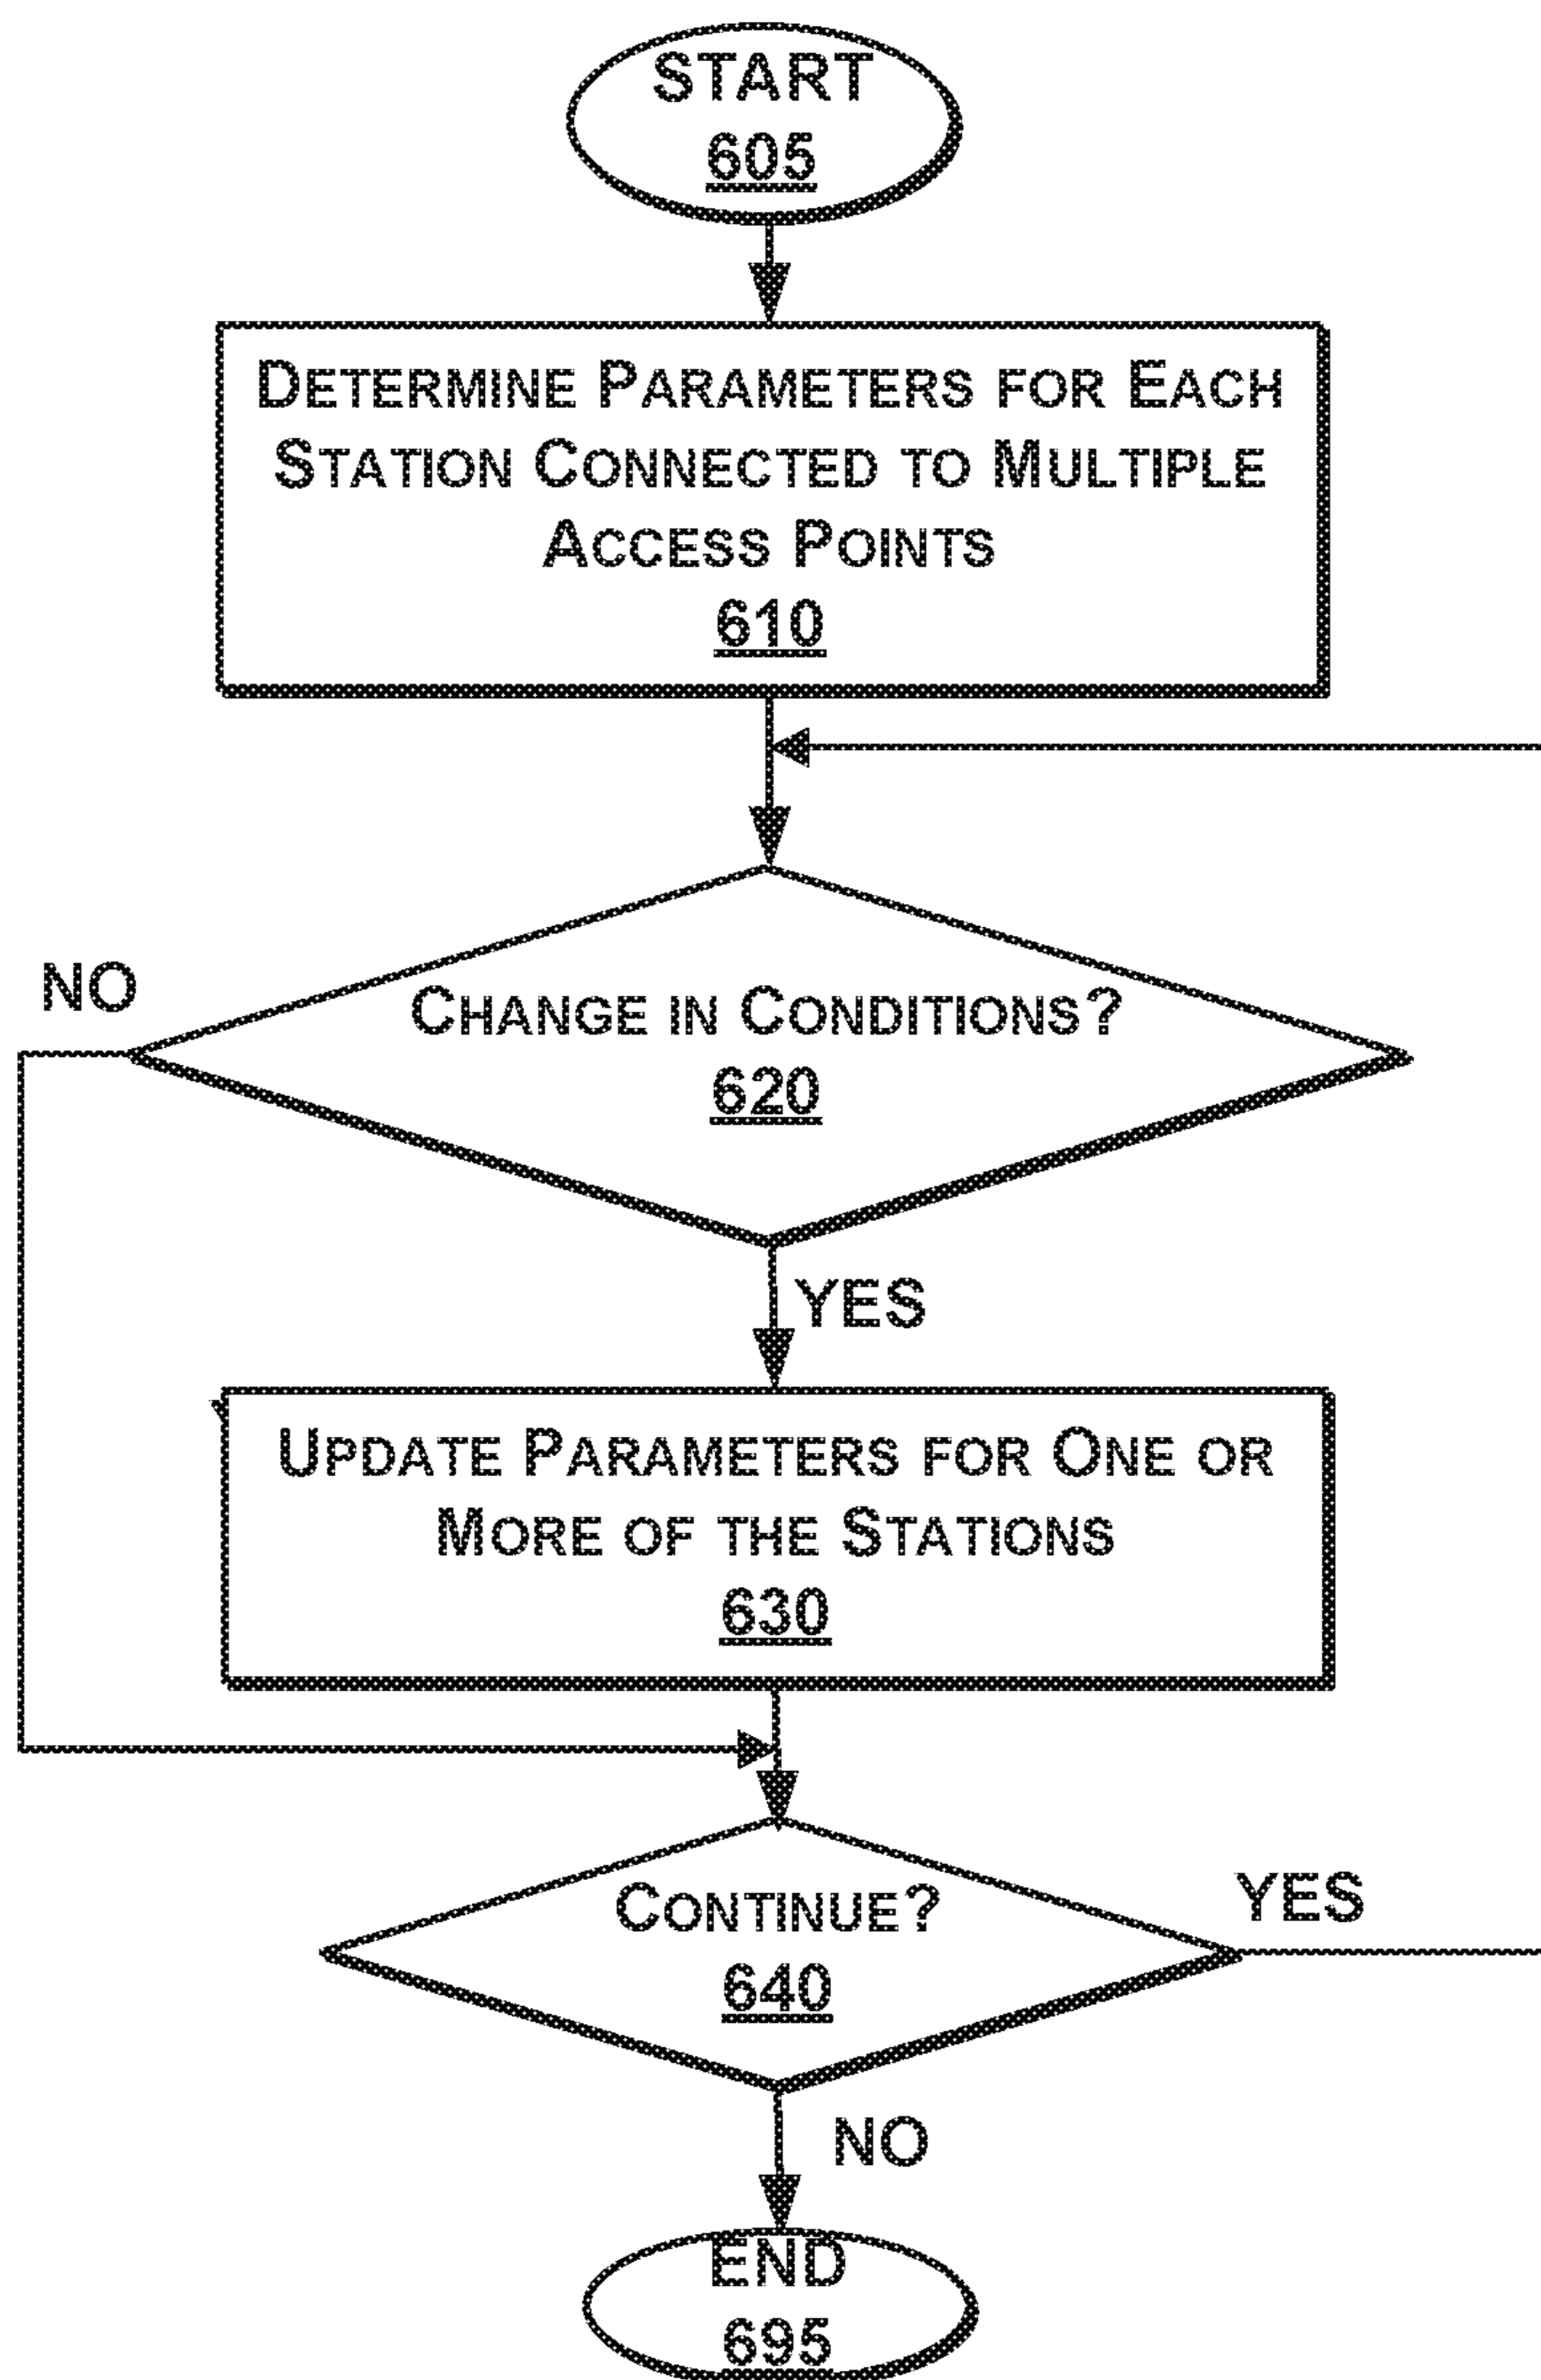 START
605
DETERMINE PARAMETERS FOR EACH
STATION CONNECTED TO MULTIPLE
ACCESS POINTS
610
NO
CHANGE IN CONDITIONS?
620
YES
UPDATE PARAMETERS FOR ONE OR
MORE OF THE STATIONS
630
CONTINUE?
640
YES
NO
END
695